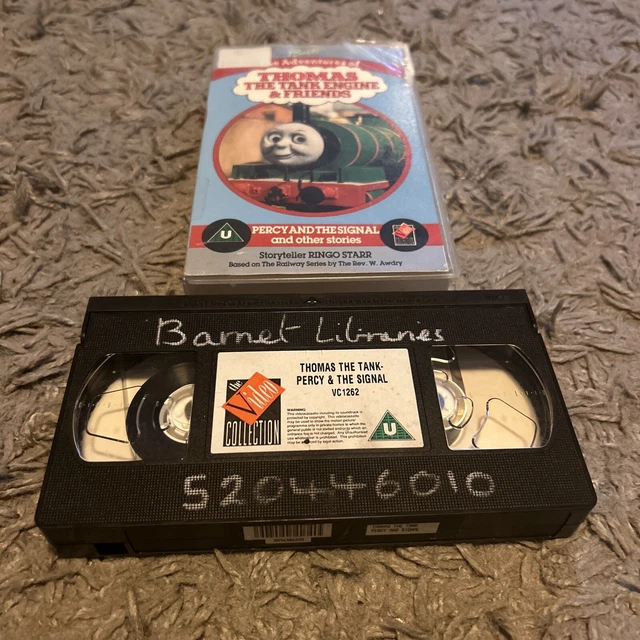 The Adventures of
THOMAS
THE TANK ENGINE
& FRIENDS
U
PERCY AND THE SIGNAL
and other stories
Storyteller RINGO STARR
Based on The Railway Series by The Rev. W. Awdry
Barnet Libraries
the
Video
COLLECTION
THOMAS THE TANK-
PERCY & THE SIGNAL
VC1262
WARNING
U
520446010